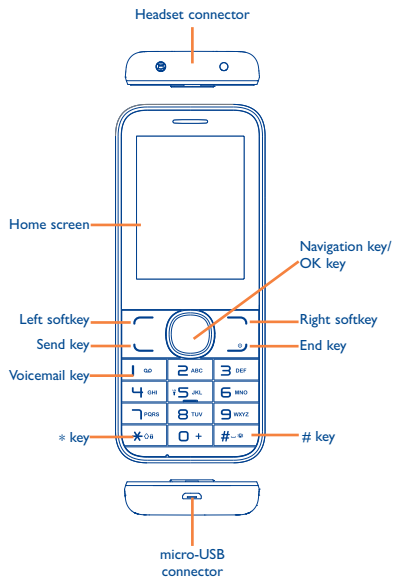 Headset connector
Home screen
Navigation key/
OK key
Left softkey
Right softkey
Send key
End key
Voicemail key
1
2 ABC
3 DEF
4 GHI
5 JKL
6 MNO
7 PQRS
8 TUV
9 WXYZ
* key
*
0 +
#
# key
micro-USB
connector